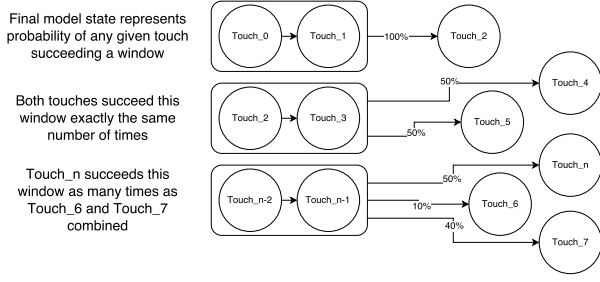 Final model state represents
probability of any given touch
succeeding a window
Touch_0
Touch_1
100%
Touch_2
Both touches succeed this
window exactly the same
number of times
Touch_2
Touch_3
50%
Touch_4
50%
Touch_5
Touch_n succeeds this
window as many times as
Touch_6 and Touch_7
combined
Touch_n-2
Touch_n-1
50%
Touch_n
10%
Touch_6
40%
Touch_7